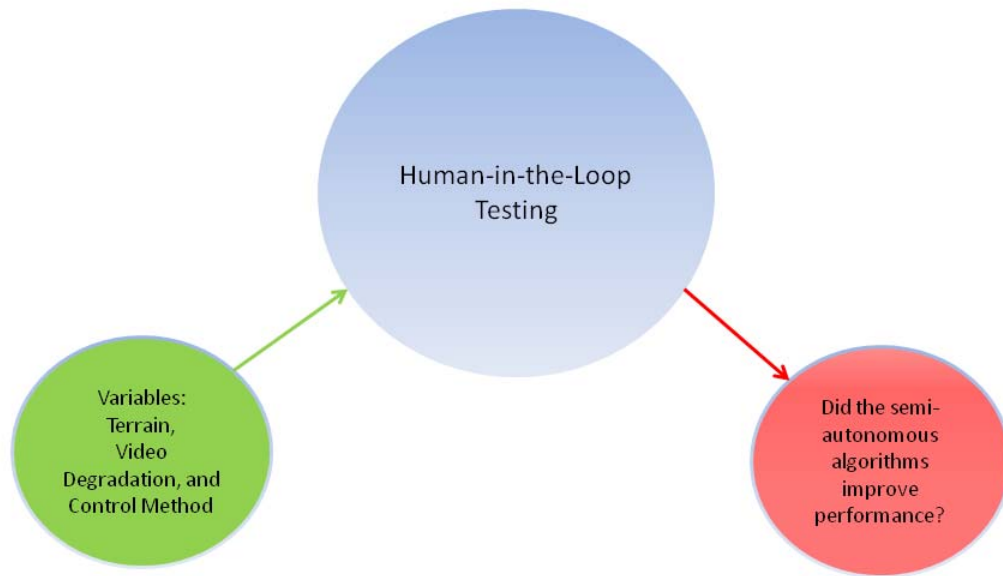 Human-in-the-Loop
Testing
Variables:
Terrain,
Video
Degradation, and
Control Method
Did the semi-
autonomous
algorithms
improve
performance?